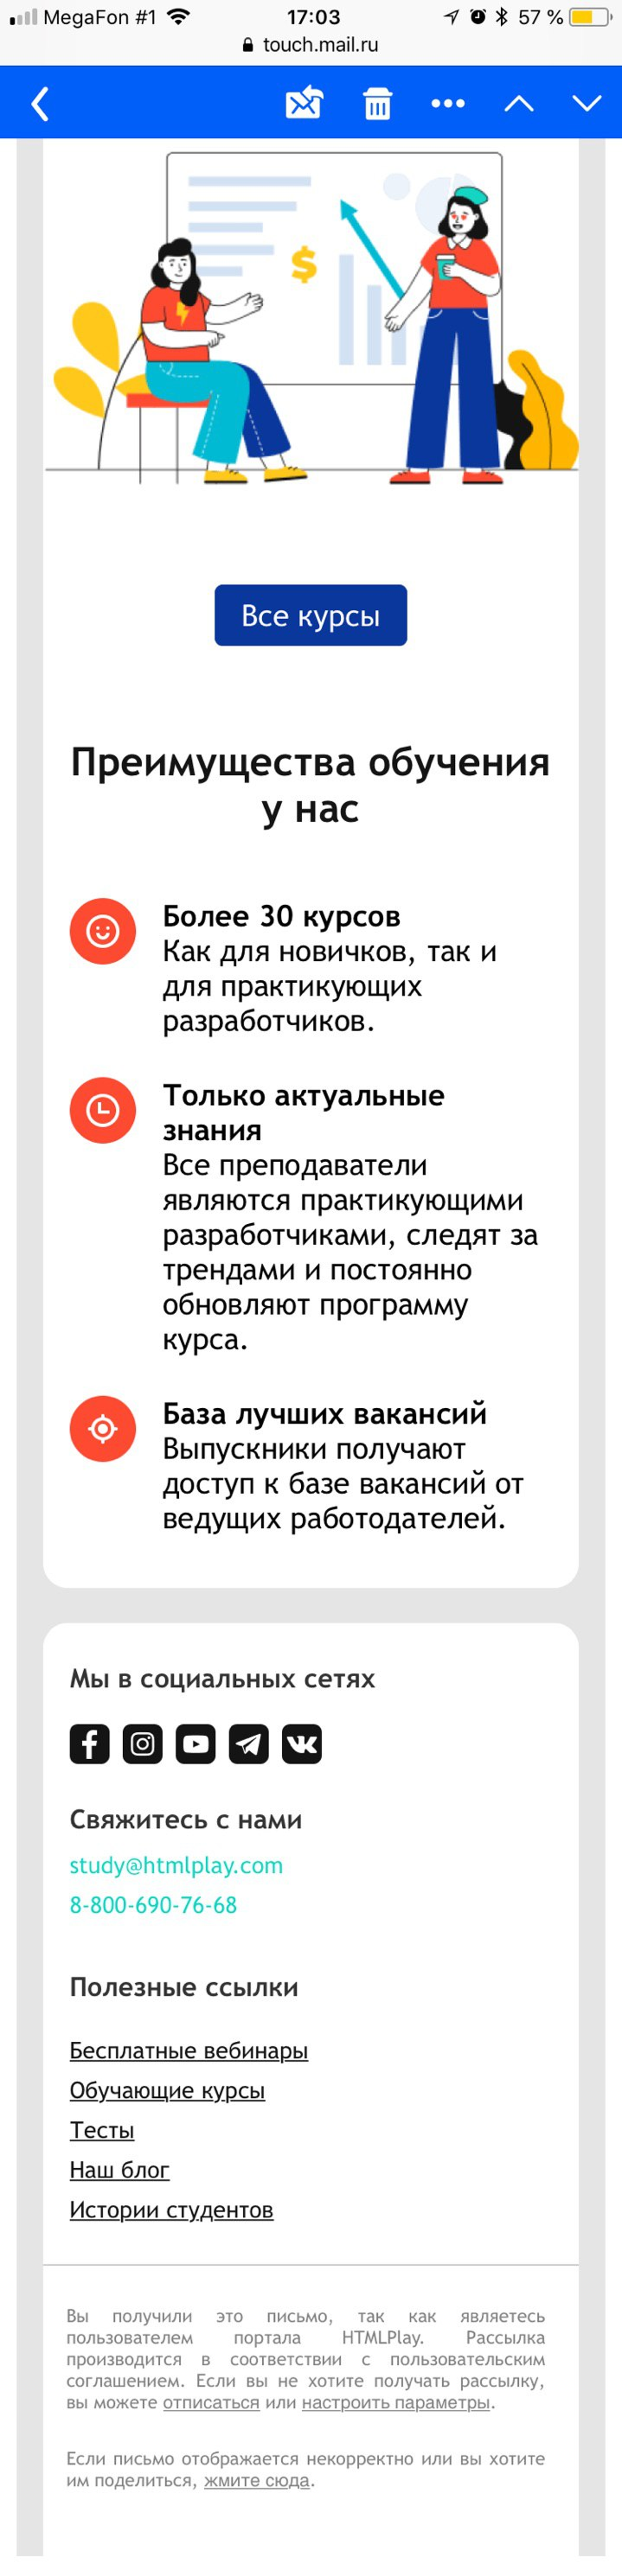 MegaFon #1 17:03 57 %
touch.mail.ru
$
Все курсы
Преимущества обучения
у нас
Более 30 курсов
Как для новичков, так и
для практикующих
разработчиков.
Только актуальные
знания
Все преподаватели
являются практикующими
разработчиками, следят за
трендами и постоянно
обновляют программу
курса.
База лучших вакансий
Выпускники получают
доступ к базе вакансий от
ведущих работодателей.
Мы в социальных сетях
Свяжитесь с нами
study@htmlplay.com
8-800-690-76-68
Полезные ссылки
Бесплатные вебинары
Обучающие курсы
Тесты
Наш блог
Истории студентов
Вы получили это письмо, так как являетесь
пользователем портала HTMLPlay. Рассылка
производится в соответствии с пользовательским
соглашением. Если вы не хотите получать рассылку,
вы можете отписаться или настроить параметры.
Если письмо отображается некорректно или вы хотите
им поделиться, жмите сюда.